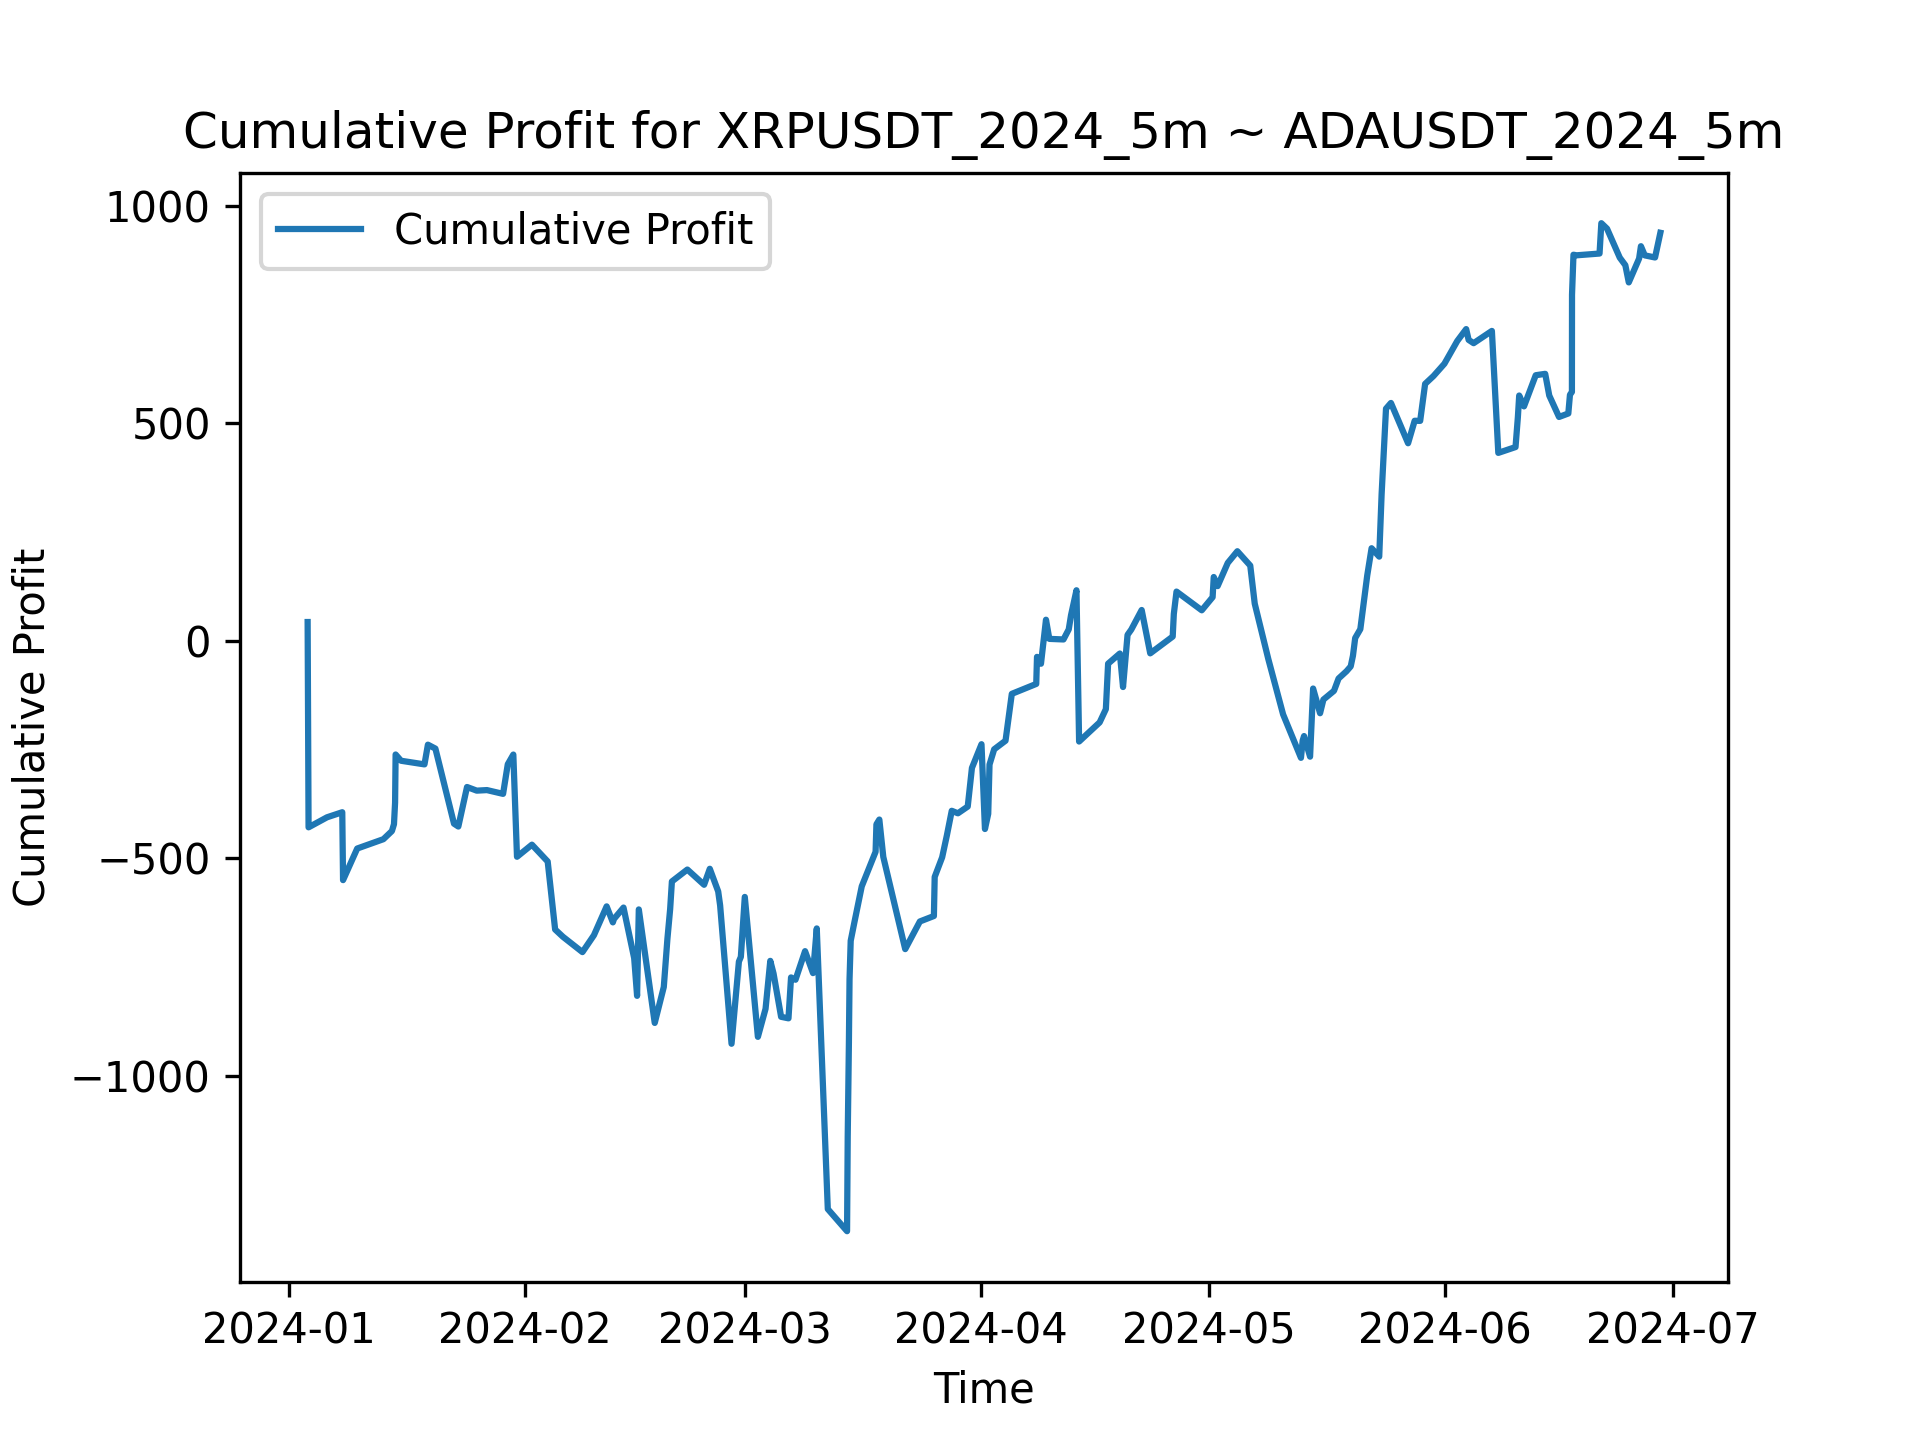 Cumulative Profit for XRPUSDT_2024_5m ~ ADAUSDT_2024_5m
Cumulative Profit
Cumulative Profit
1000
500
0
−500
−1000
2024-01 2024-02 2024-03 2024-04 2024-05 2024-06 2024-07
Time